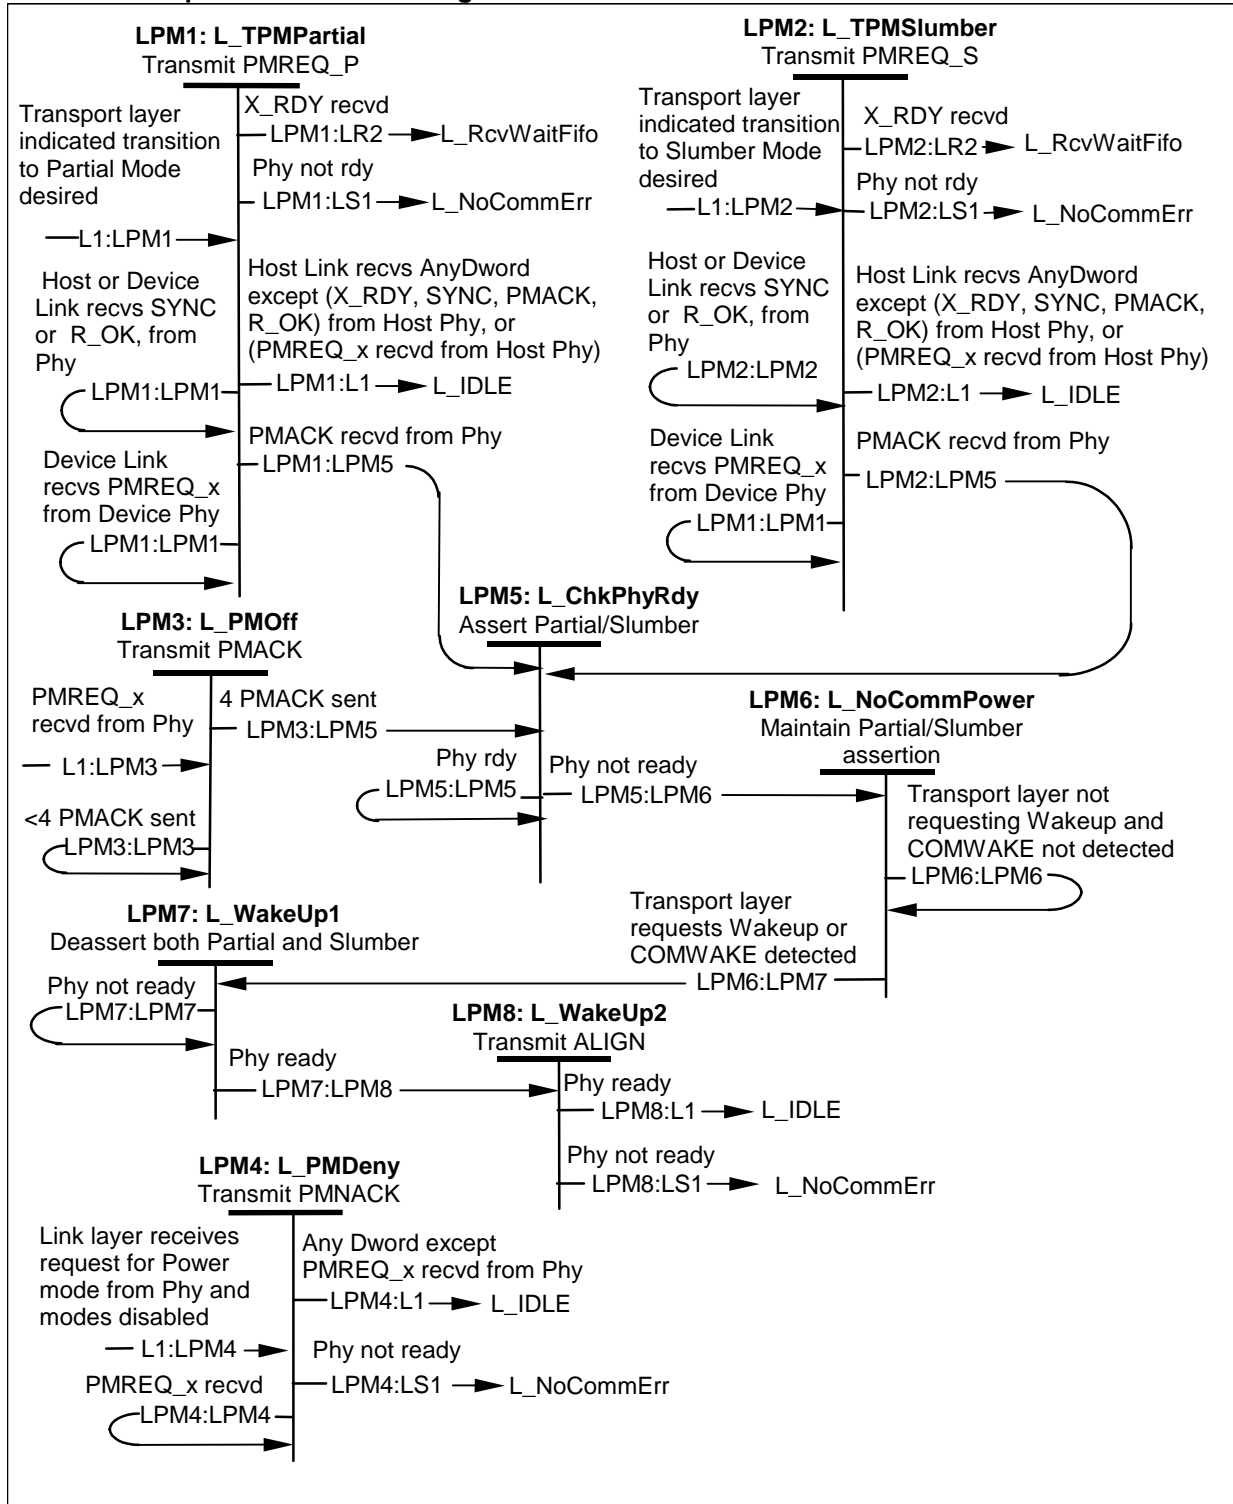 LPM1: L_TPMPartial
Transmit PMREQ_P
Transport layer
indicated transition
to Partial Mode
desired
L1:LPM1
X_RDY recvd
LPM1:LR2
L_RcvWaitFifo
Phy not rdy
LPM1:LS1
L_NoCommErr
Host or Device
Link recvs SYNC
or R_OK, from
Phy
LPM1:LPM1
Host Link recvs AnyDword
except (X_RDY, SYNC, PMACK,
R_OK) from Host Phy, or
(PMREQ_x recvd from Host Phy)
LPM1:L1
L_IDLE
PMACK recvd from Phy
LPM1:LPM5
Device Link
recvs PMREQ_x
from Device Phy
LPM1:LPM1
LPM2: L_TPMSlumber
Transmit PMREQ_S
Transport layer
indicated transition
to Slumber Mode
desired
L1:LPM2
X_RDY recvd
LPM2:LR2
L_RcvWaitFifo
Phy not rdy
LPM2:LS1
L_NoCommErr
Host or Device
Link recvs SYNC
or R_OK, from
Phy
LPM2:LPM2
Host Link recvs AnyDword
except (X_RDY, SYNC, PMACK,
R_OK) from Host Phy, or
(PMREQ_x recvd from Host Phy)
LPM2:L1
L_IDLE
PMACK recvd from Phy
LPM2:LPM5
Device Link
recvs PMREQ_x
from Device Phy
LPM1:LPM1
LPM3: L_PMOff
Transmit PMACK
PMREQ_x
recvd from Phy
L1:LPM3
4 PMACK sent
LPM3:LPM5
<4 PMACK sent
LPM3:LPM3
LPM5: L_ChkPhyRdy
Assert Partial/Slumber
Phy rdy
LPM5:LPM5
Phy not ready
LPM5:LPM6
LPM6: L_NoCommPower
Maintain Partial/Slumber
assertion
Transport layer not
requesting Wakeup and
COMWAKE not detected
LPM6:LPM6
Transport layer
requests Wakeup or
COMWAKE detected
LPM6:LPM7
LPM7: L_WakeUp1
Deassert both Partial and Slumber
Phy not ready
LPM7:LPM7
Phy ready
LPM7:LPM8
LPM8: L_WakeUp2
Transmit ALIGN
Phy ready
LPM8:L1
L_IDLE
Phy not ready
LPM8:LS1
L_NoCommErr
LPM4: L_PMDeny
Transmit PMNACK
Link layer receives
request for Power
mode from Phy and
modes disabled
L1:LPM4
Any Dword except
PMREQ_x recvd from Phy
LPM4:L1
L_IDLE
Phy not ready
LPM4:LS1
L_NoCommErr
PMREQ_x recvd
LPM4:LPM4